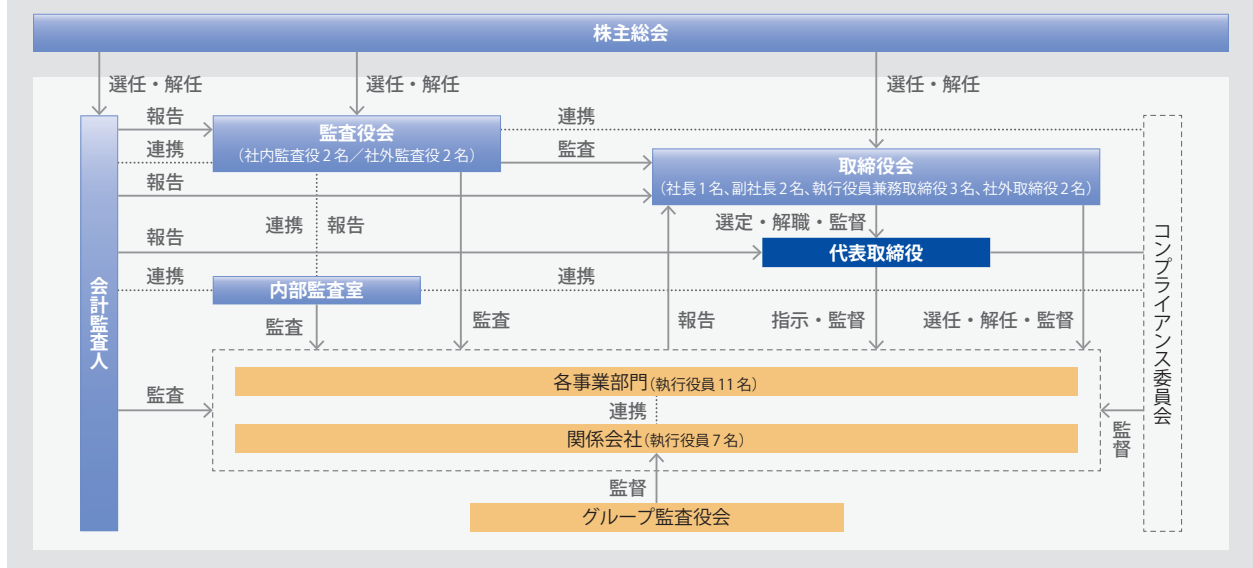 株主総会
選任・解任
選任・解任
選任・解任
報告
監査役会
(社内監査役2名／社外監査役2名)
連携
連携
監査
取締役会
(社長1名、副社長2名、執行役員兼務取締役3名、社外取締役2名)
報告
連携
報告
選定・解職・監督
報告
代表取締役
コンプライアンス委員会
会計監査人
連携
内部監査室
連携
監査
監査
報告
指示・監督
選任・解任・監督
各事業部門(執行役員11名)
監査
連携
監督
関係会社(執行役員7名)
監督
グループ監査役会